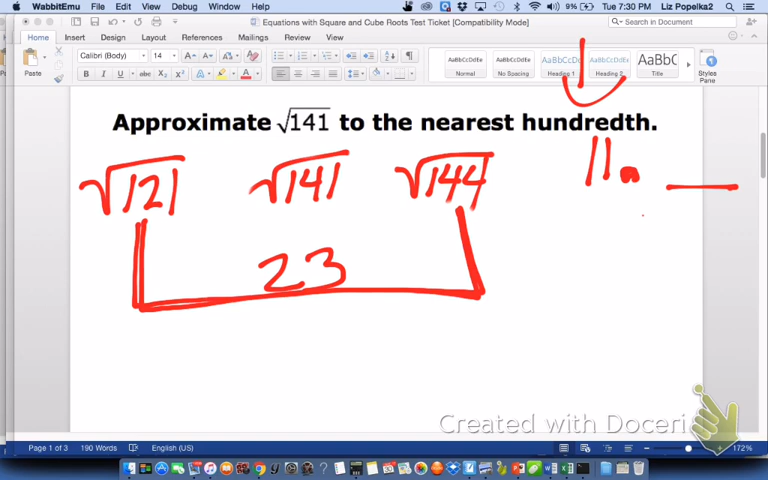 WabbitEmu File Edit View History Debug Window Help 9% Tue 7:30 PM Liz Popelka2
Equations with Square and Cube Roots Test Ticket [Compatibility Mode] Search in Document
Home Insert Design Layout References Mailings Review View
Paste Calibri (Body) 14 AaBbCcDdEe AaBbCcDdEe AaBbCcDc AaBbCcDdEe AaBbC
B I U Normal No Spacing Heading 1 Heading 2 Title Styles Pane
Approximate √141 to the nearest hundredth.
√121 √141 √144 11. __
23
Created with Doceri
Page 1 of 3 190 Words English (US) 172%